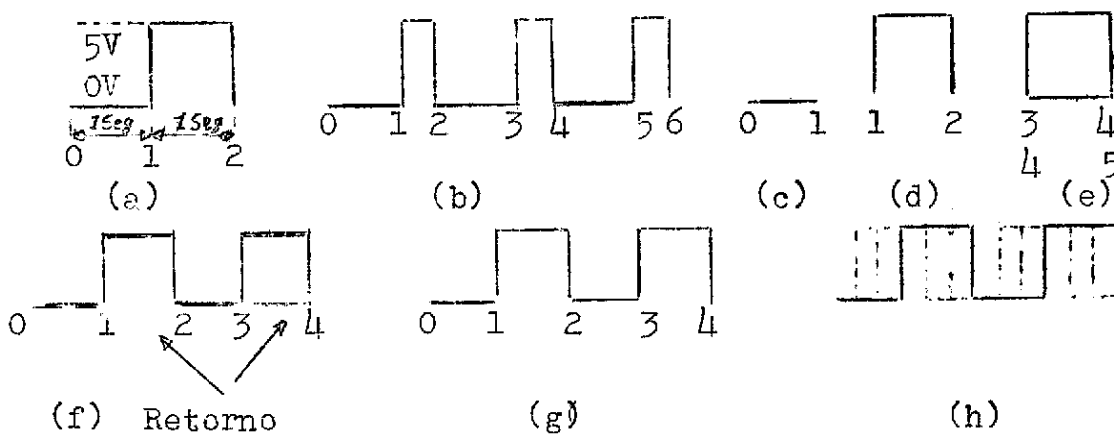 5V
0V
1Seg 1Seg
0 1 2
0 1 2 3 4 5 6
0 1
1 2
3 4
4 5
(a) (b) (c) (d) (e)
0 1 2 3 4
0 1 2 3 4
(f) Retorno (g) (h)